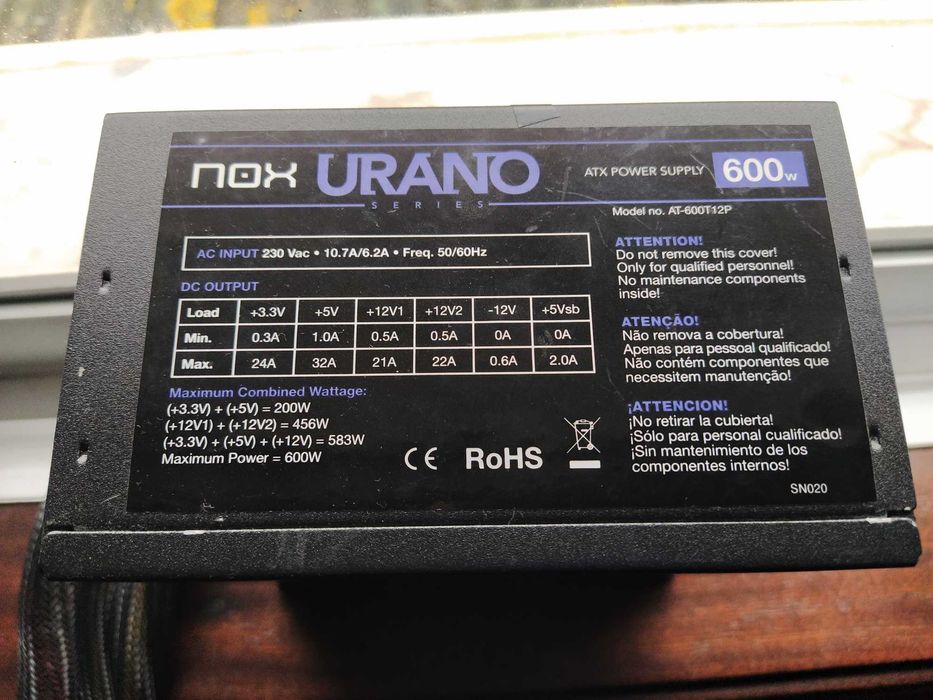 nox URANO
SERIES
ATX POWER SUPPLY 600W
Model no. AT-600T12P
AC INPUT 230 Vac • 10.7A/6.2A • Freq. 50/60Hz
DC OUTPUT
Load +3.3V +5V +12V1 +12V2 -12V +5Vsb
Min. 0.3A 1.0A 0.5A 0.5A 0A 0A
Max. 24A 32A 21A 22A 0.6A 2.0A
Maximum Combined Wattage:
(+3.3V) + (+5V) = 200W
(+12V1) + (+12V2) = 456W
(+3.3V) + (+5V) + (+12V) = 583W
Maximum Power = 600W
CE RoHS
ATTENTION!
Do not remove this cover!
Only for qualified personnel!
No maintenance components
inside!
ATENÇÃO!
Não remova a cobertura!
Apenas para pessoal qualificado!
Não contém componentes que
necessitem manutenção!
¡ATTENCION!
¡No retirar la cubierta!
¡Sólo para personal cualificado!
¡Sin mantenimiento de los
componentes internos!
SN020